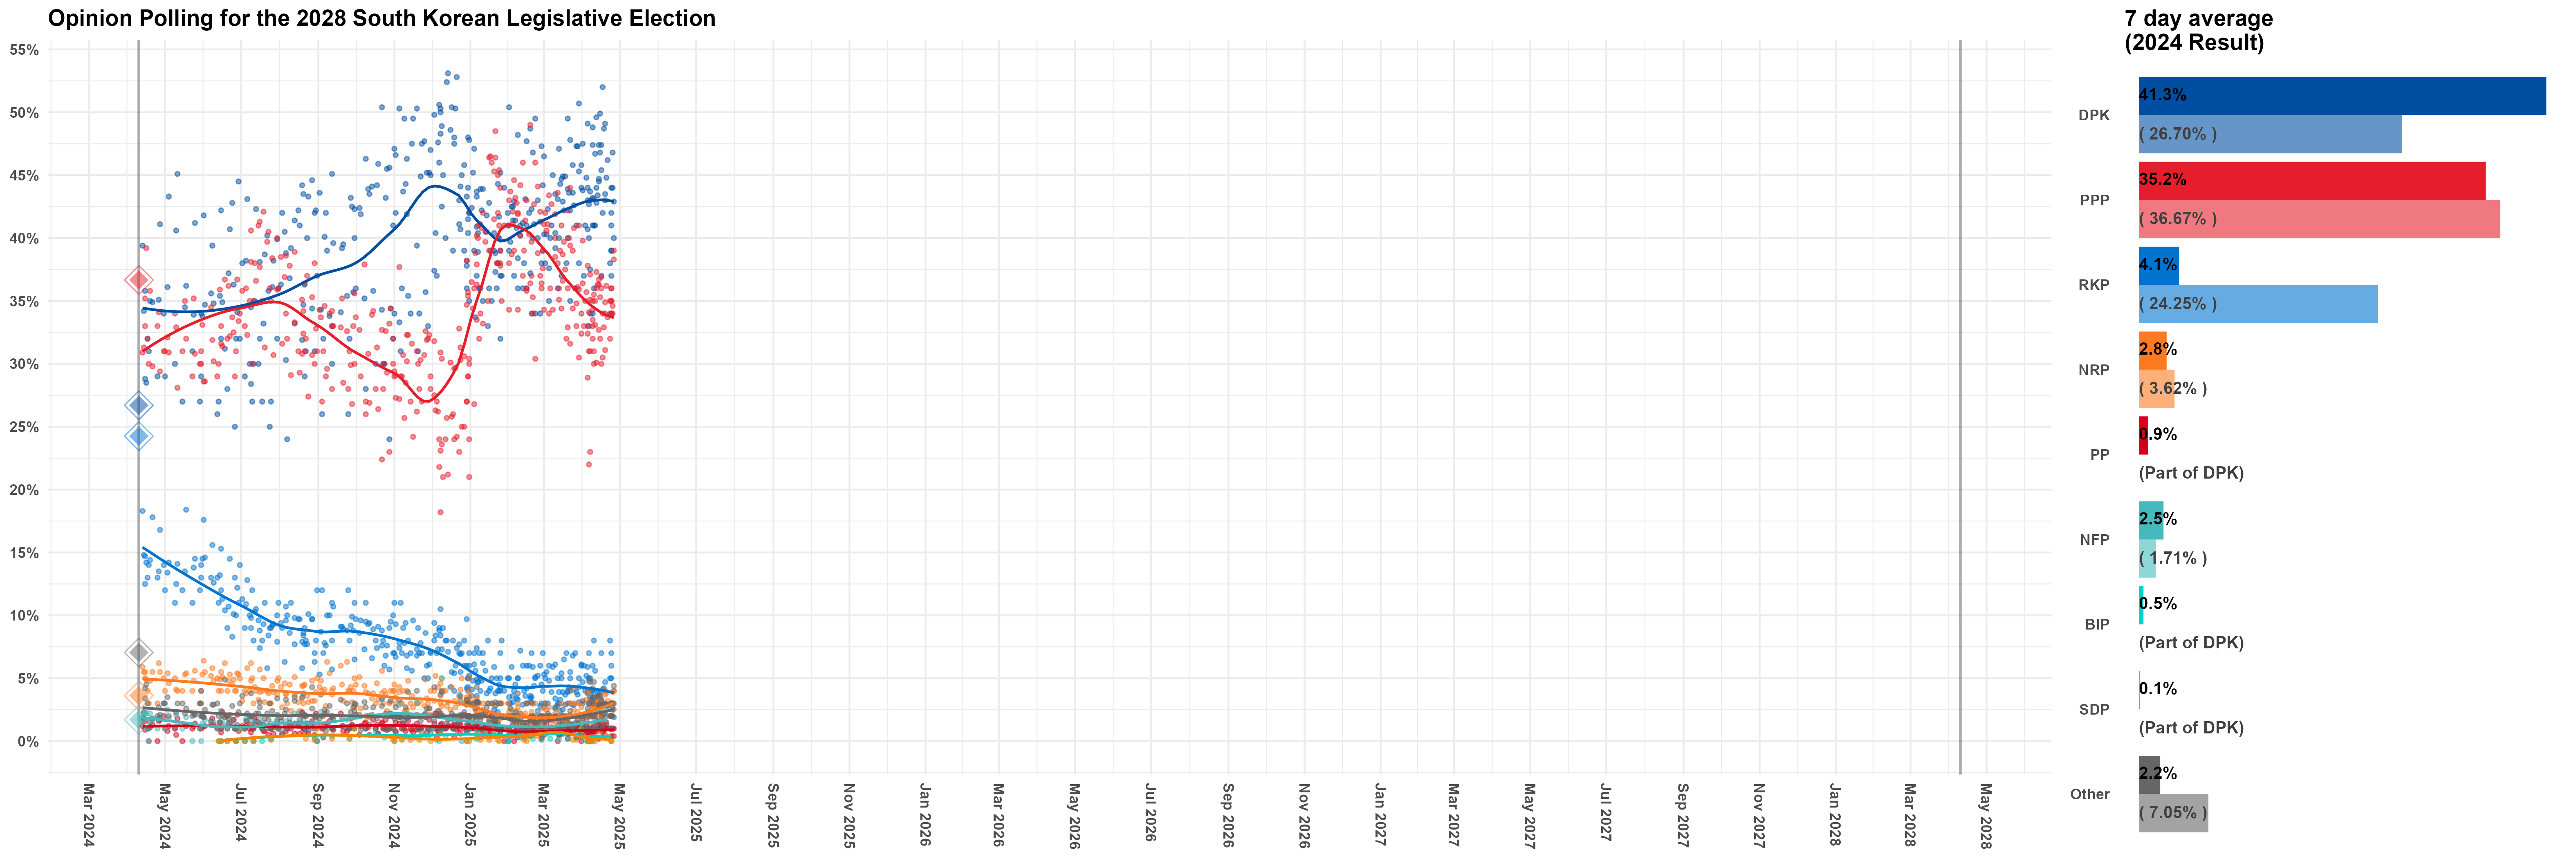 Opinion Polling for the 2028 South Korean Legislative Election
55%
50%
45%
40%
35%
30%
25%
20%
15%
10%
5%
0%
Mar 2024
May 2024
Jul 2024
Sep 2024
Nov 2024
Jan 2025
Mar 2025
May 2025
Jul 2025
Sep 2025
Nov 2025
Jan 2026
Mar 2026
May 2026
Jul 2026
Sep 2026
Nov 2026
Jan 2027
Mar 2027
May 2027
Jul 2027
Sep 2027
Nov 2027
Jan 2028
Mar 2028
May 2028
7 day average
(2024 Result)
DPK
41.3%
( 26.70% )
PPP
35.2%
( 36.67% )
RKP
4.1%
( 24.25% )
NRP
2.8%
( 3.62% )
PP
0.9%
(Part of DPK)
NFP
2.5%
( 1.71% )
BIP
0.5%
(Part of DPK)
SDP
0.1%
(Part of DPK)
Other
2.2%
( 7.05% )